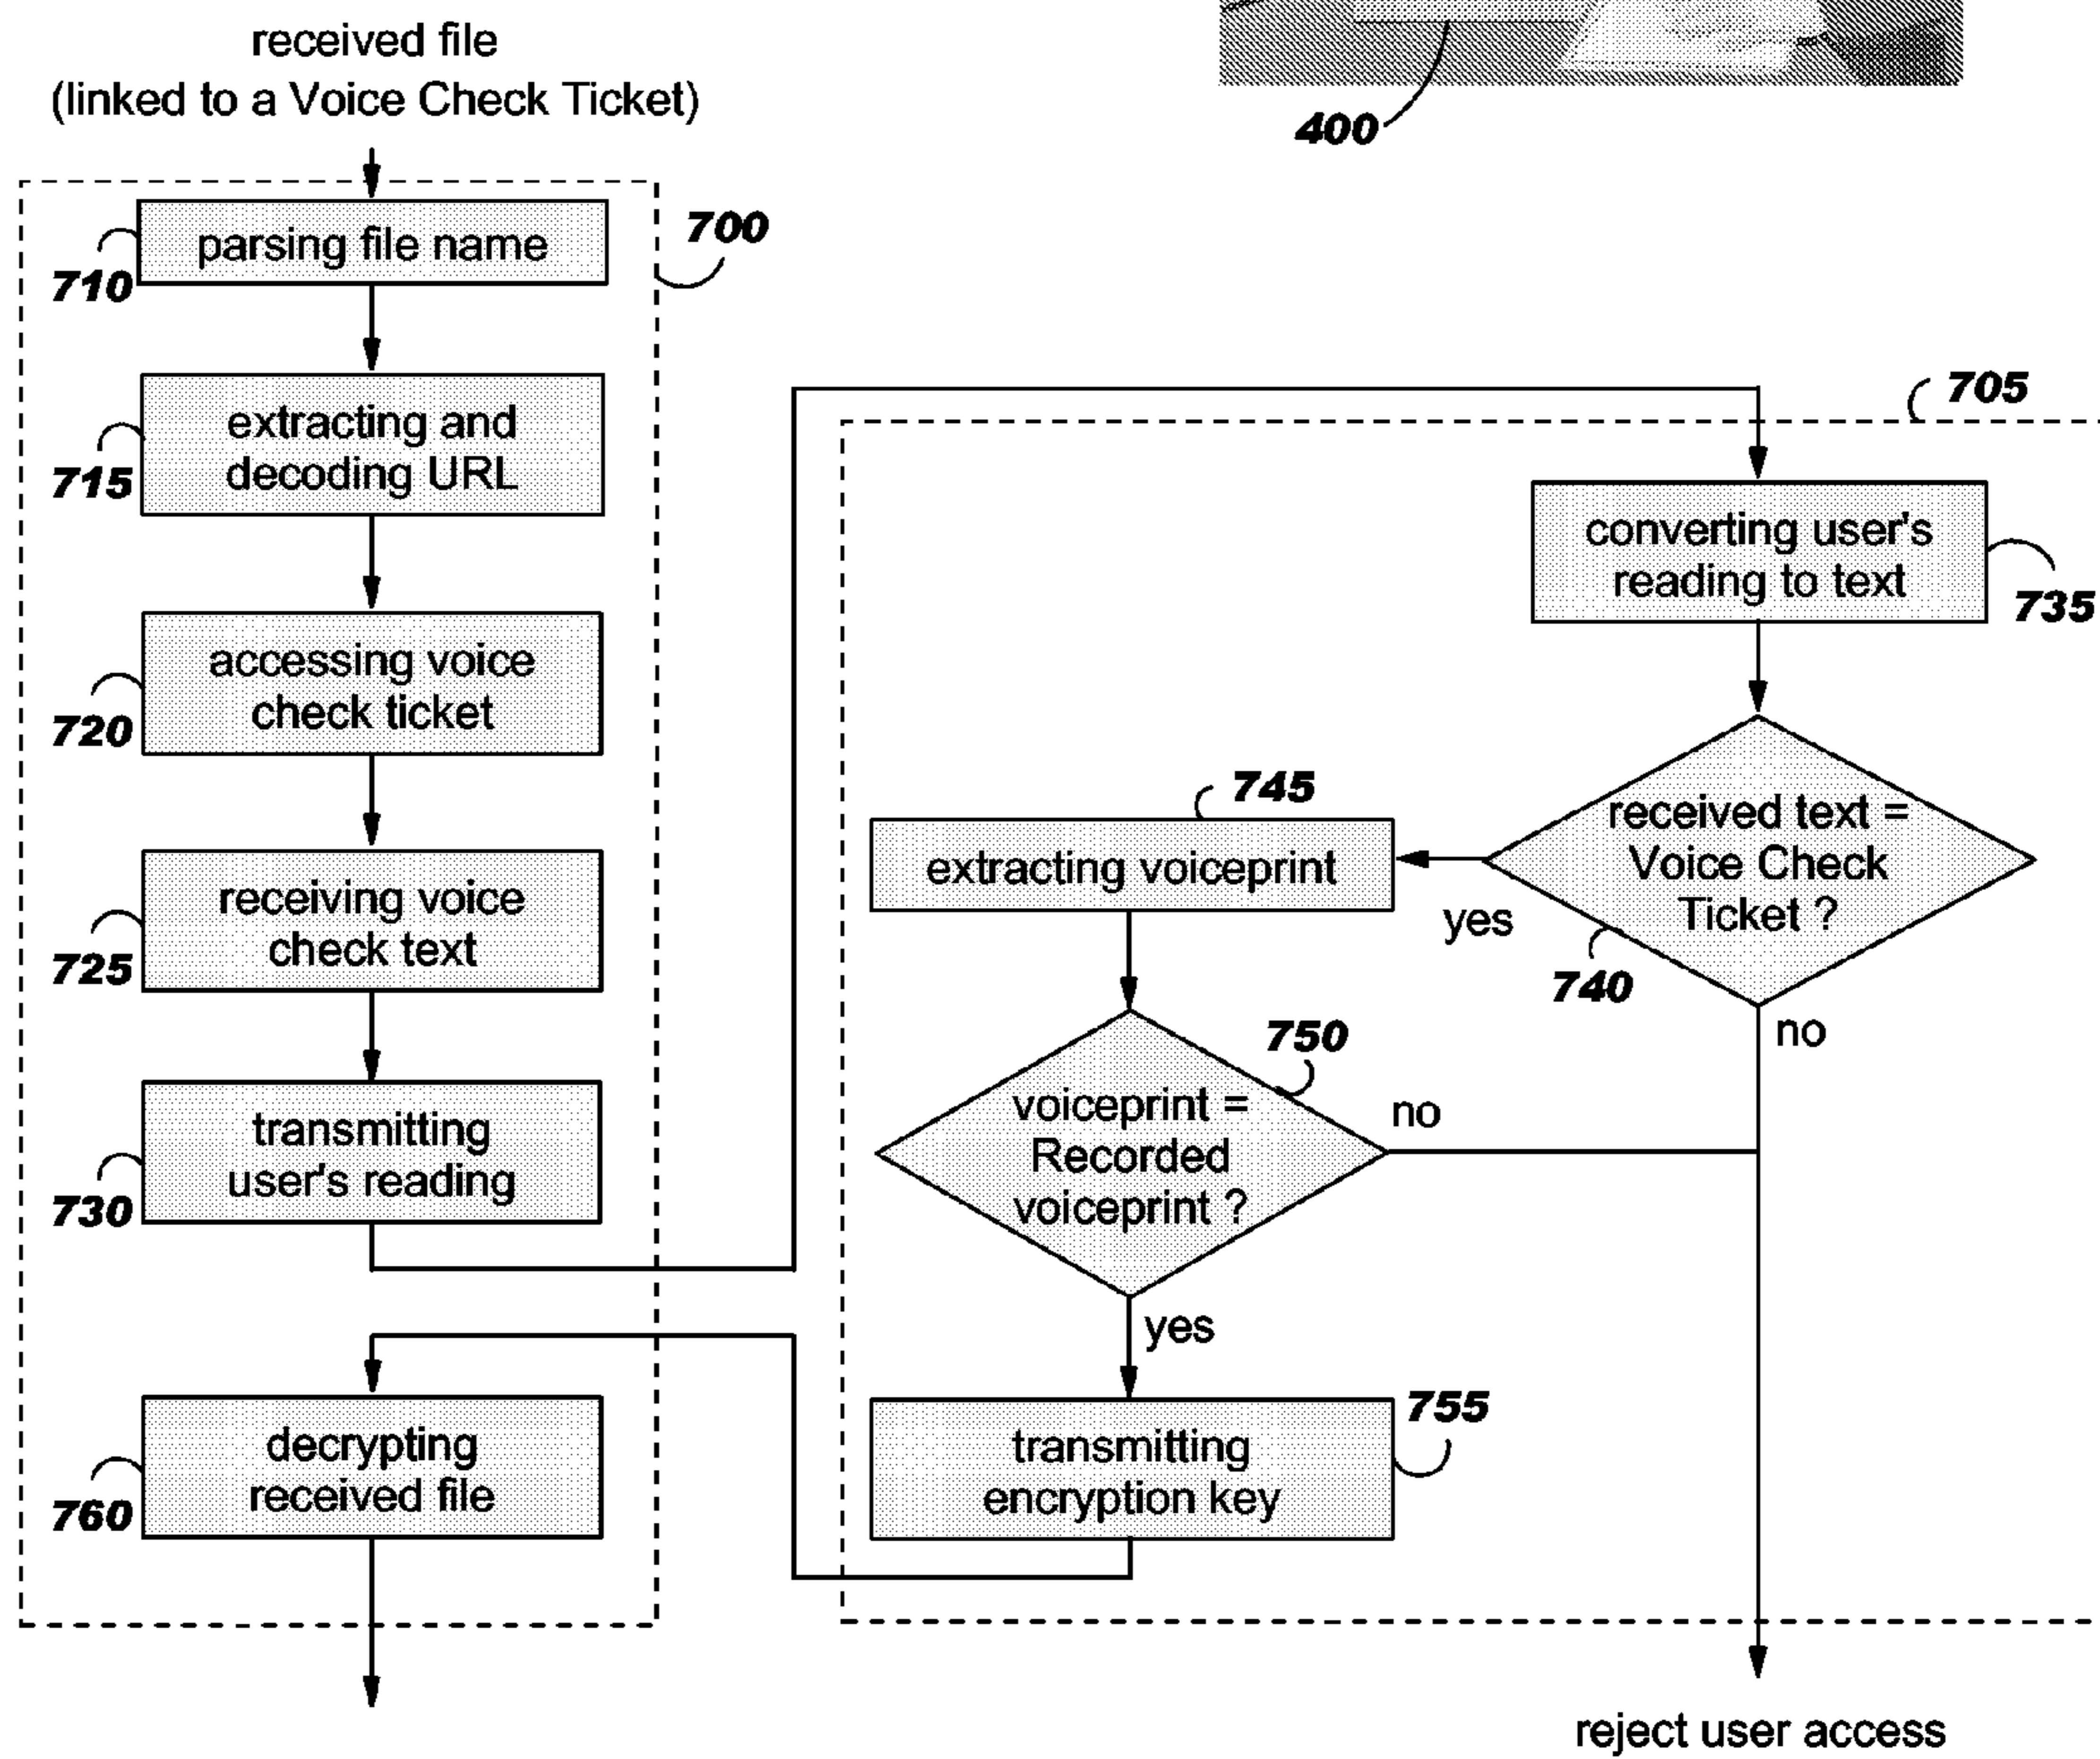 received file
(linked to a Voice Check Ticket)
400
700
parsing file name
710
extracting and
decoding URL
715
accessing voice
check ticket
720
receiving voice
check text
725
transmitting
user's reading
730
decrypting
received file
760
705
converting user's
reading to text
735
received text =
Voice Check
Ticket ?
740
yes
no
745
extracting voiceprint
750
voiceprint =
Recorded
voiceprint ?
no
yes
755
transmitting
encryption key
reject user access